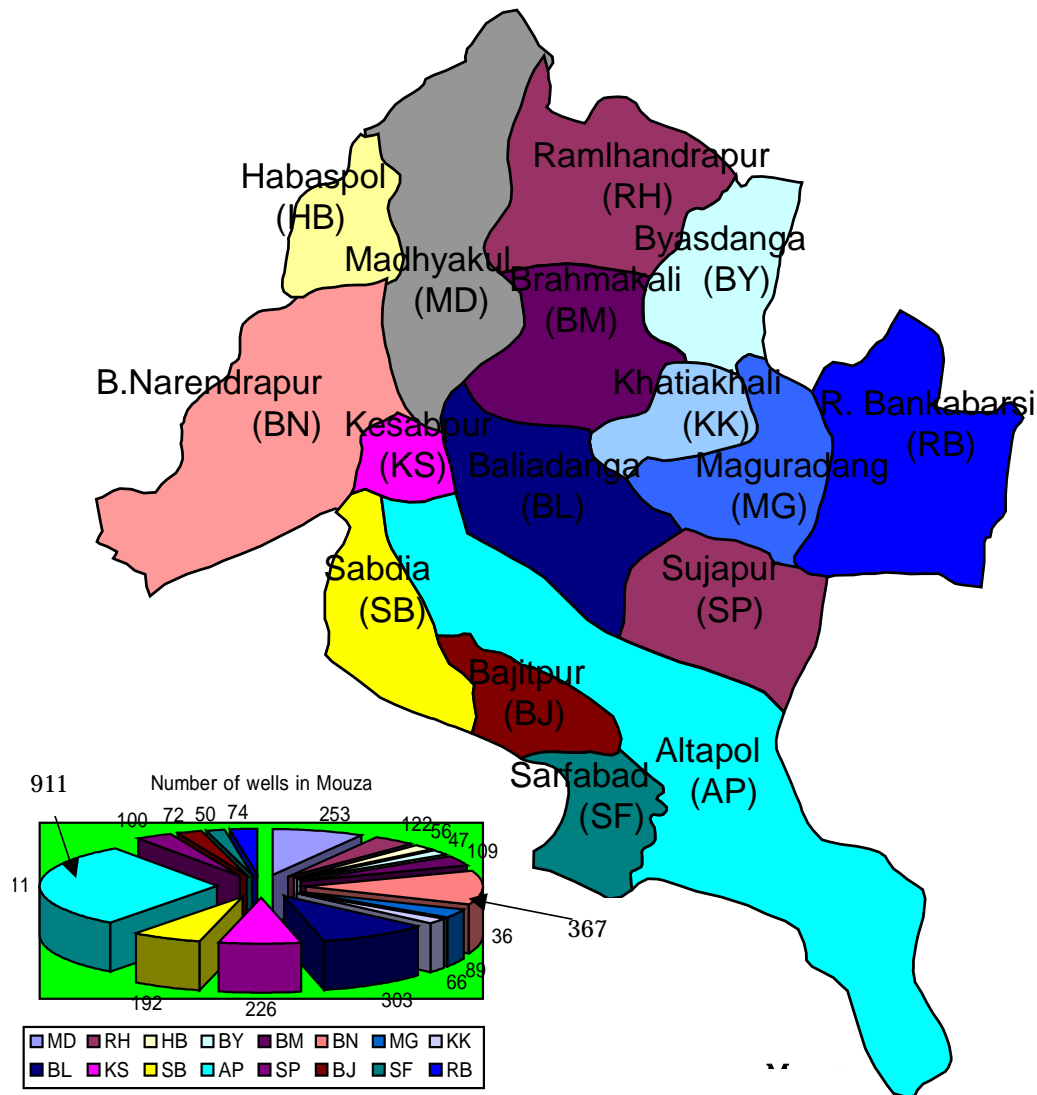 Ramlhandrapur
(RH)
Habaspol
(HB)
Byasdanga
(BY)
Madhyakul
(MD)
Brahmakali
(BM)
B.Narendrapur
(BN)
Khatiakhali
(KK)
R. Bankabarsi
(RB)
Kesabpur
(KS)
Baliadanga
(BL)
Maguradang
(MG)
Sabdia
(SB)
Sujapur
(SP)
Bajitpur
(BJ)
Altapol
(AP)
Sarfabad
(SF)
Number of wells in Mouza
911
100
72
50
74
253
122
56
47
109
11
367
36
89
66
303
226
192
MD RH HB BY BM BN MG KK
BL KS SB AP SP BJ SF RB